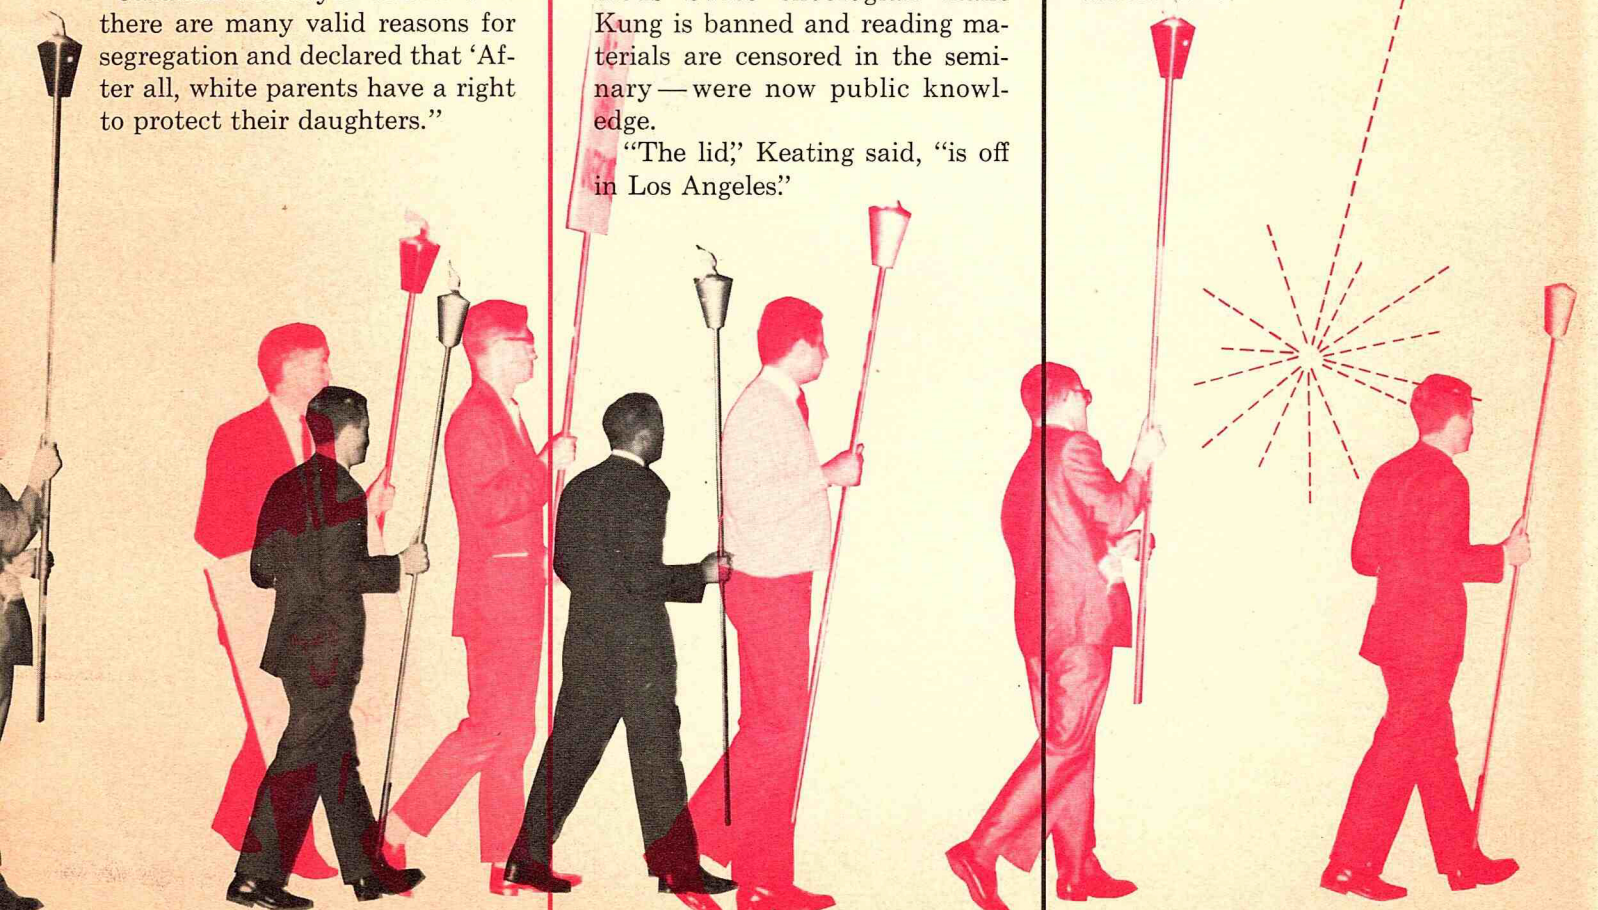 there are many valid reasons for
segregation and declared that ‘Af-
ter all, white parents have a right
to protect their daughters.”
Kung is banned and reading ma-
terials are censored in the semi-
nary — were now public knowl-
edge.
“The lid,” Keating said, “is off
in Los Angeles.”